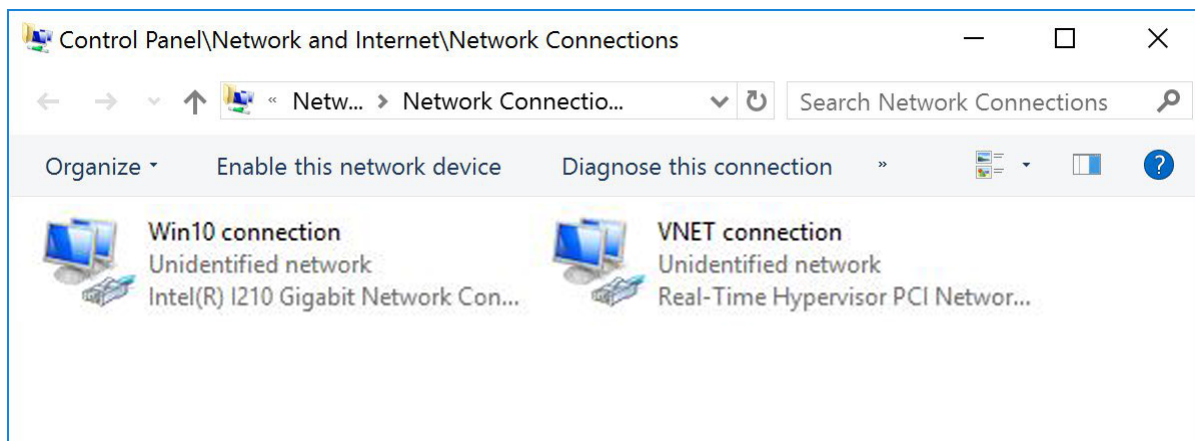 Control Panel\Network and Internet\Network Connections
« Netw... > Network Connectio... Search Network Connections
Organize Enable this network device Diagnose this connection » ?
Win10 connection
Unidentified network
Intel(R) I210 Gigabit Network Con...
VNET connection
Unidentified network
Real-Time Hypervisor PCI Networ...